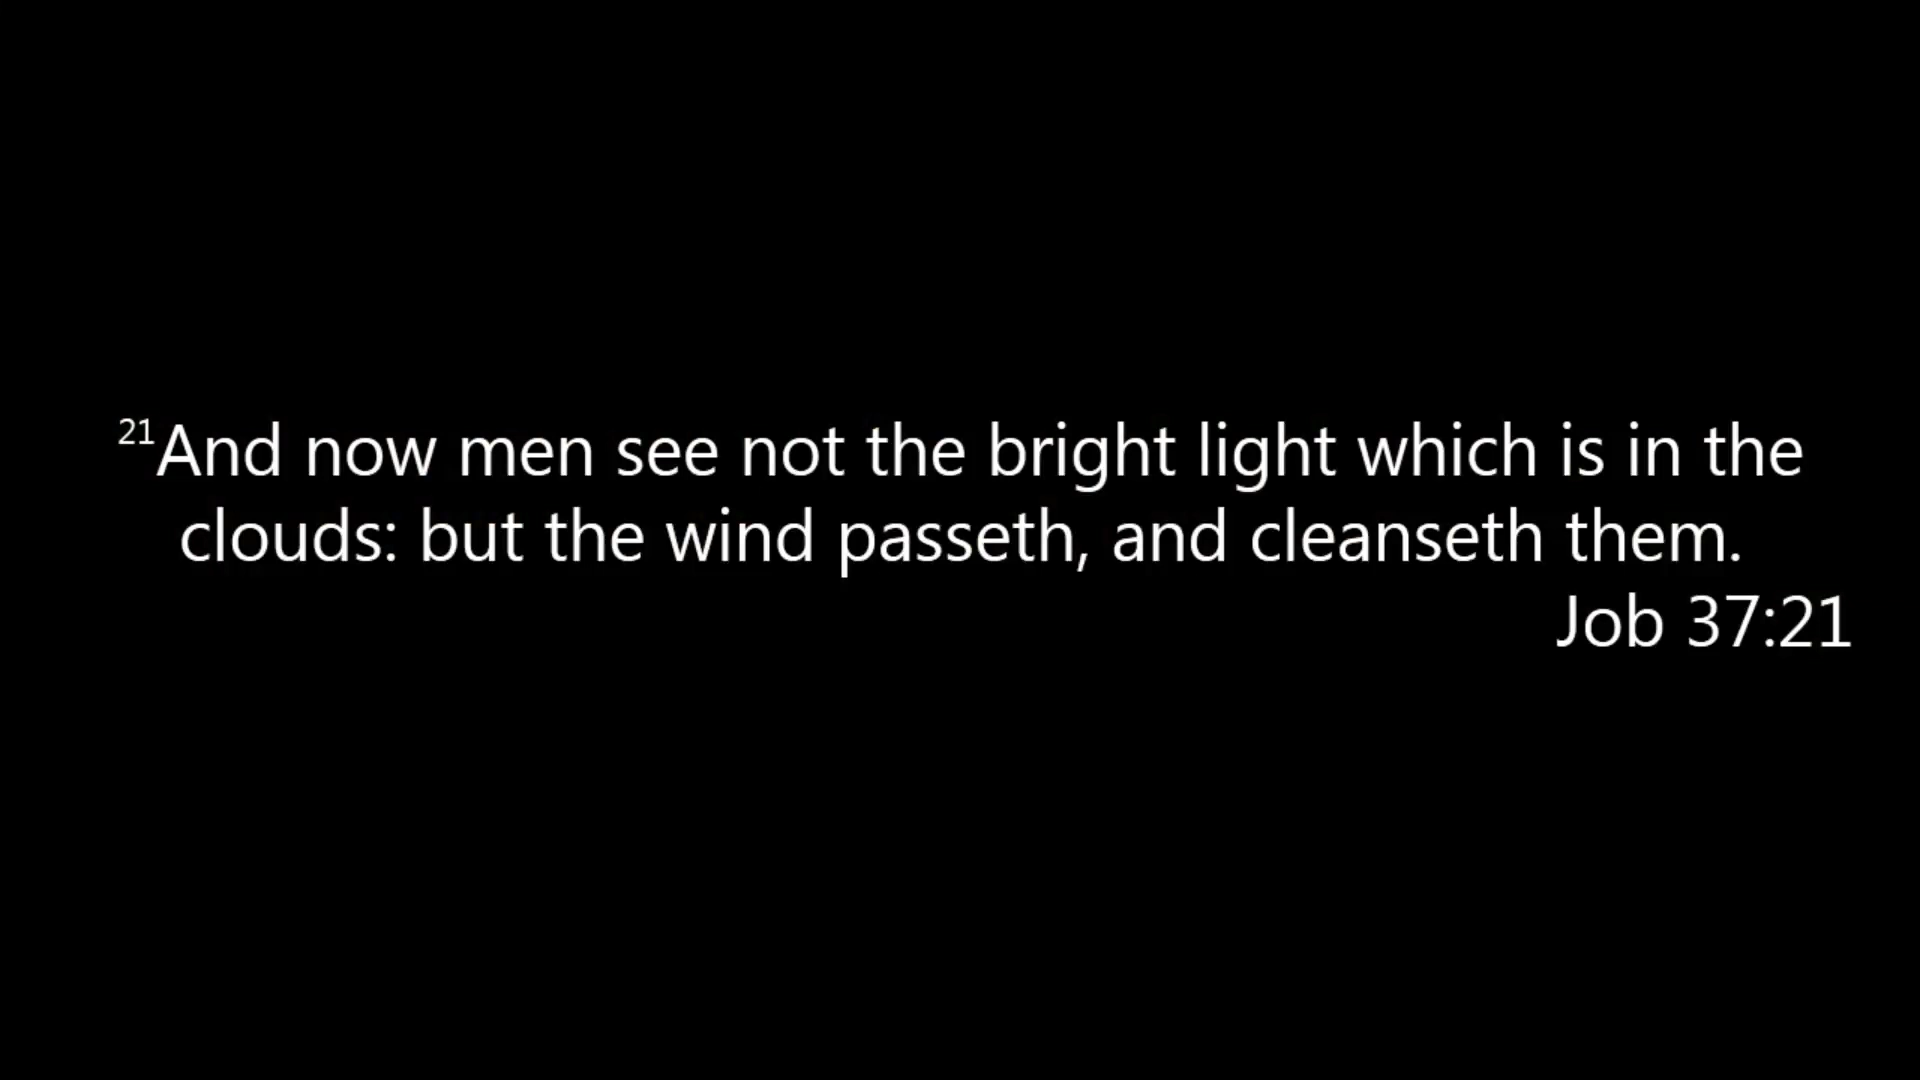 21And now men see not the bright light which is in the
clouds: but the wind passeth, and cleanseth them.
Job 37:21